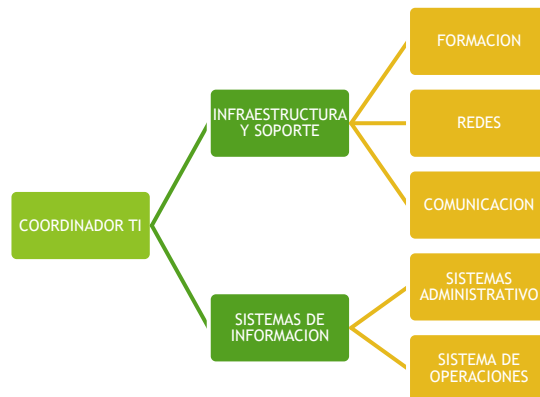 COORDINADOR TI
INFRAESTRUCTURA
Y SOPORTE
FORMACION
REDES
COMUNICACION
SISTEMAS DE
INFORMACION
SISTEMAS
ADMINISTRATIVO
SISTEMA DE
OPERACIONES